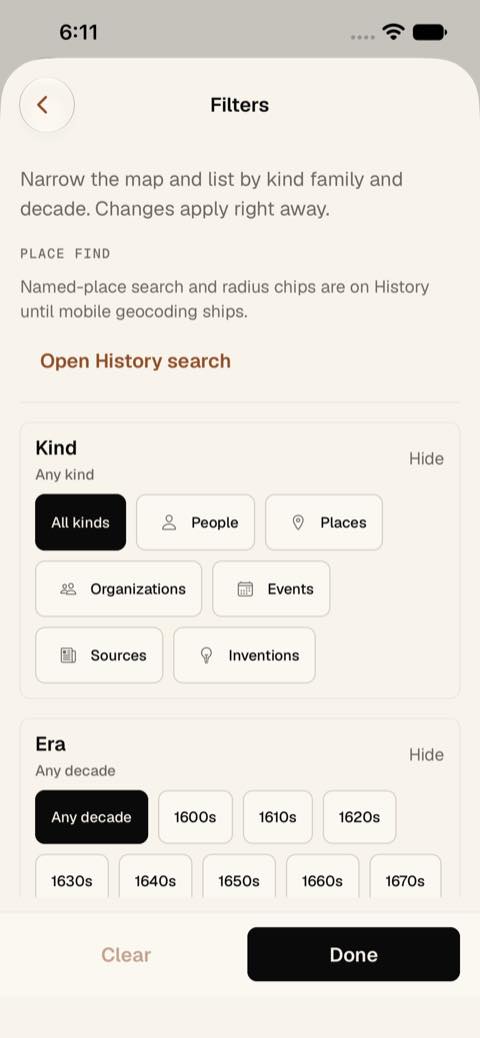 6:11
Filters
Narrow the map and list by kind family and
decade. Changes apply right away.
PLACE FIND
Named-place search and radius chips are on History
until mobile geocoding ships.
Open History search
Kind
Hide
Any kind
All kinds
People
Places
Organizations
Events
Sources
Inventions
Era
Hide
Any decade
Any decade
1600s
1610s
1620s
1630s
1640s
1650s
1660s
1670s
Clear
Done